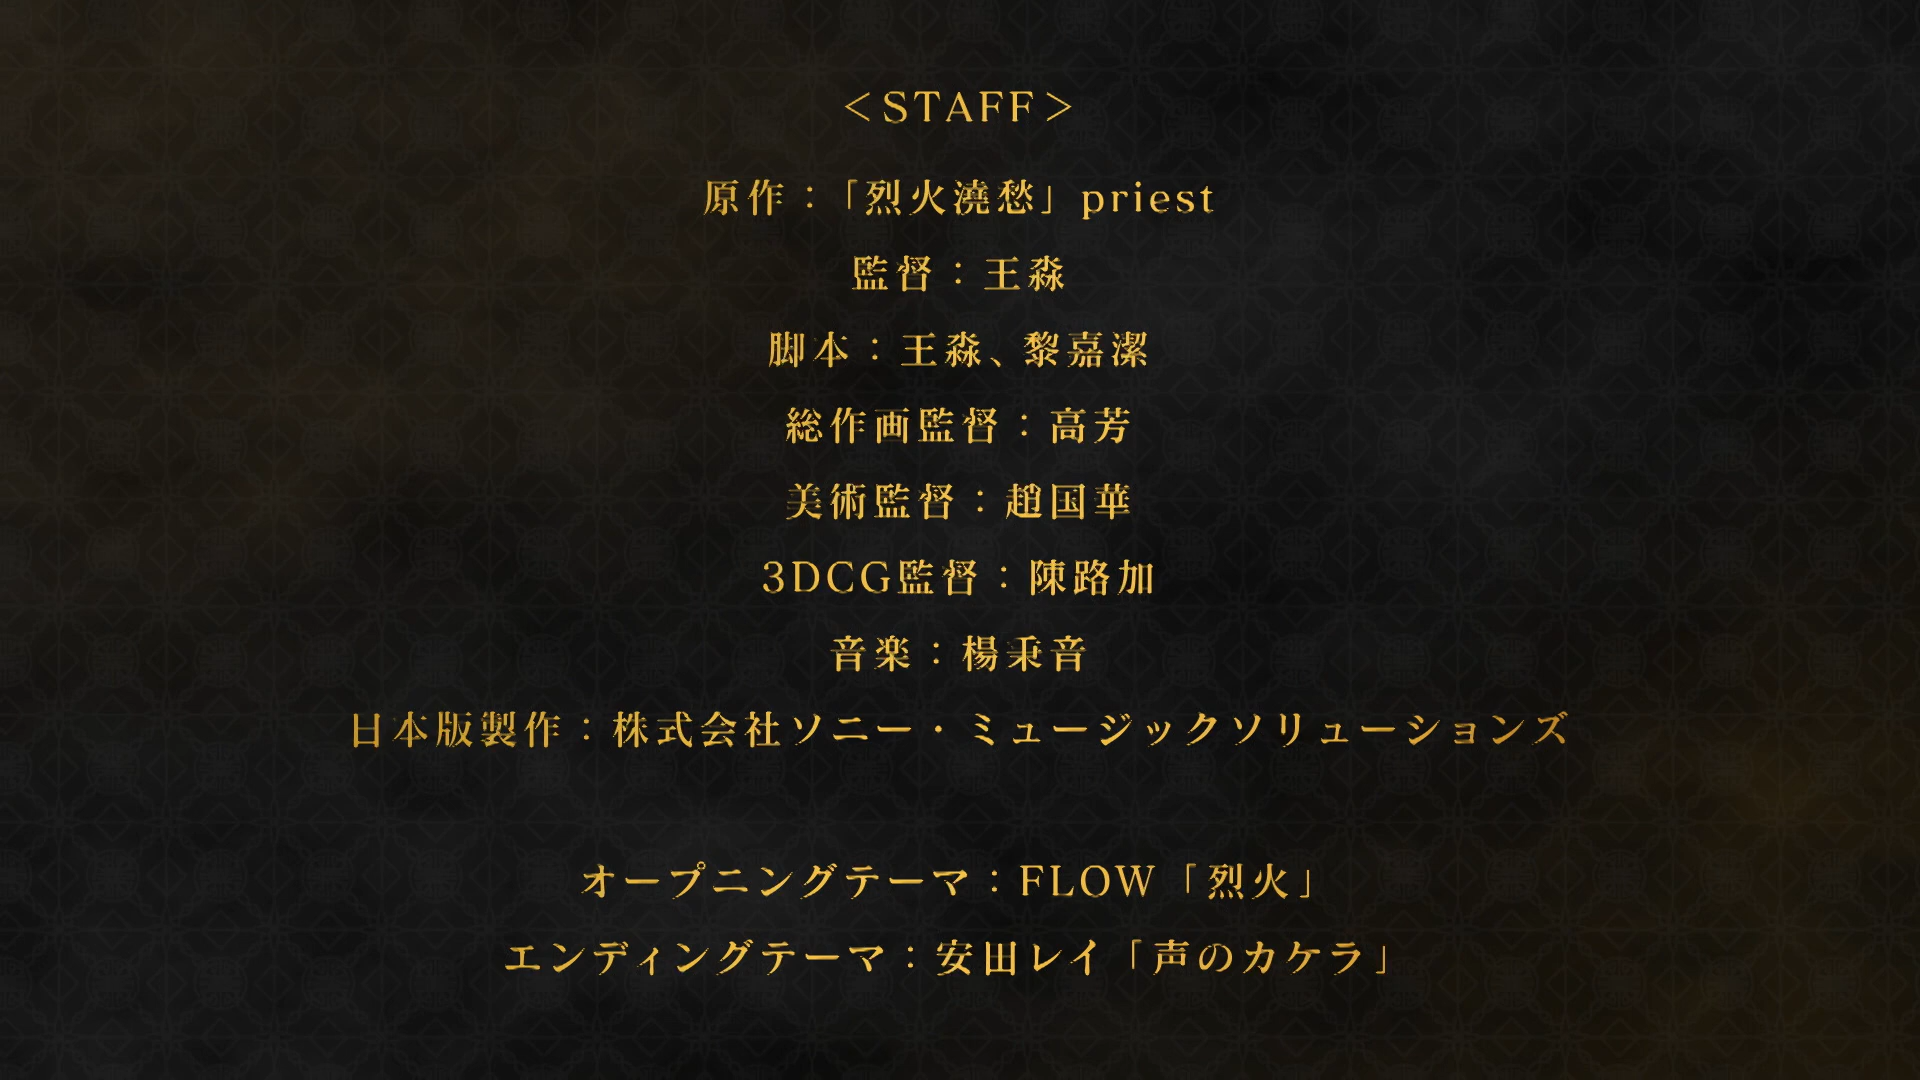 ＜STAFF＞
原作：「烈火澆愁」priest
監督：王淼
脚本：王淼、黎嘉潔
総作画監督：高芳
美術監督：趙国華
3DCG監督：陳路加
音楽：楊秉音
日本版製作：株式会社ソニー・ミュージックソリューションズ
オープニングテーマ：FLOW「烈火」
エンディングテーマ：安田レイ「声のカケラ」